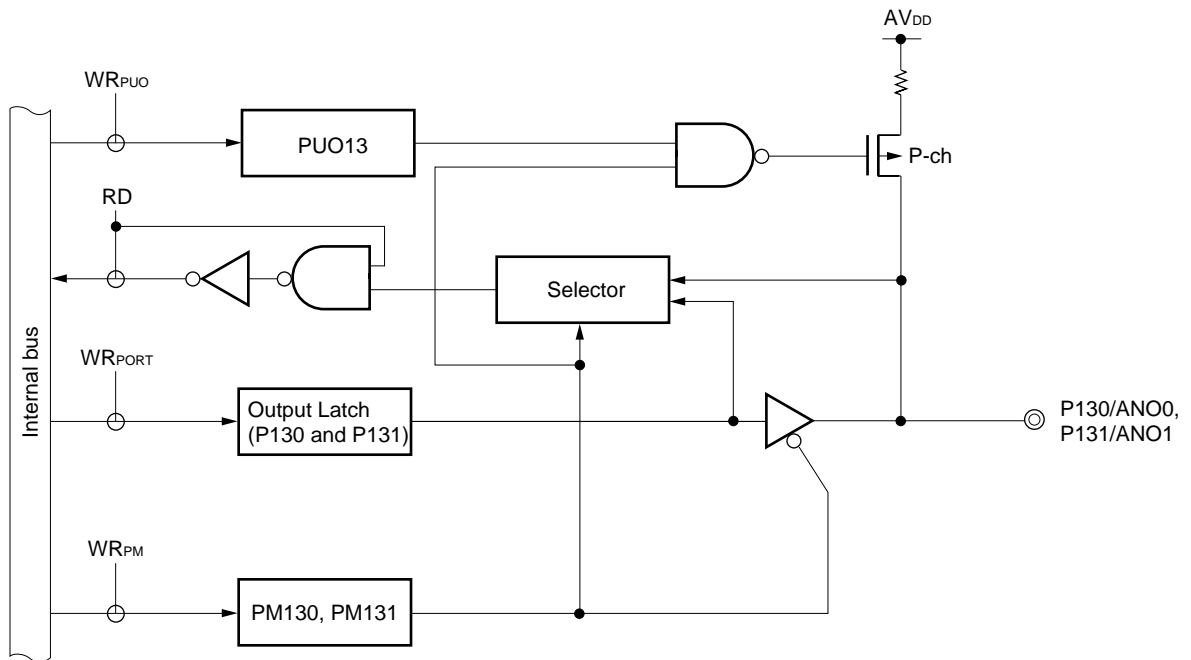 AVDD
WRPUO
PUO13
P-ch
RD
Selector
Internal bus
WRPORT
Output Latch
(P130 and P131)
P130/ANO0,
P131/ANO1
WRPM
PM130, PM131